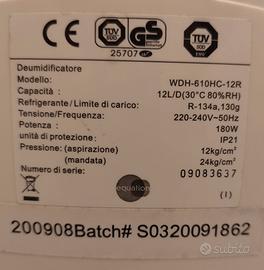 CE TÜV GS TÜV
25707
Deumidificatore
Modello: WDH-610HC-12R
Capacità : 12L/D(30°C 80%RH)
Refrigerante/Limite di carico: R-134a,130g
Tensione/Frequenza: 220-240V~50Hz
Potenza : 180W
unità di protezione: IP21
Pressione: (aspirazione) 12kg/cm²
(mandata) 24kg/cm²
Numero di serie: 09083637
equation
(1)
200908Batch# S0320091862
subito